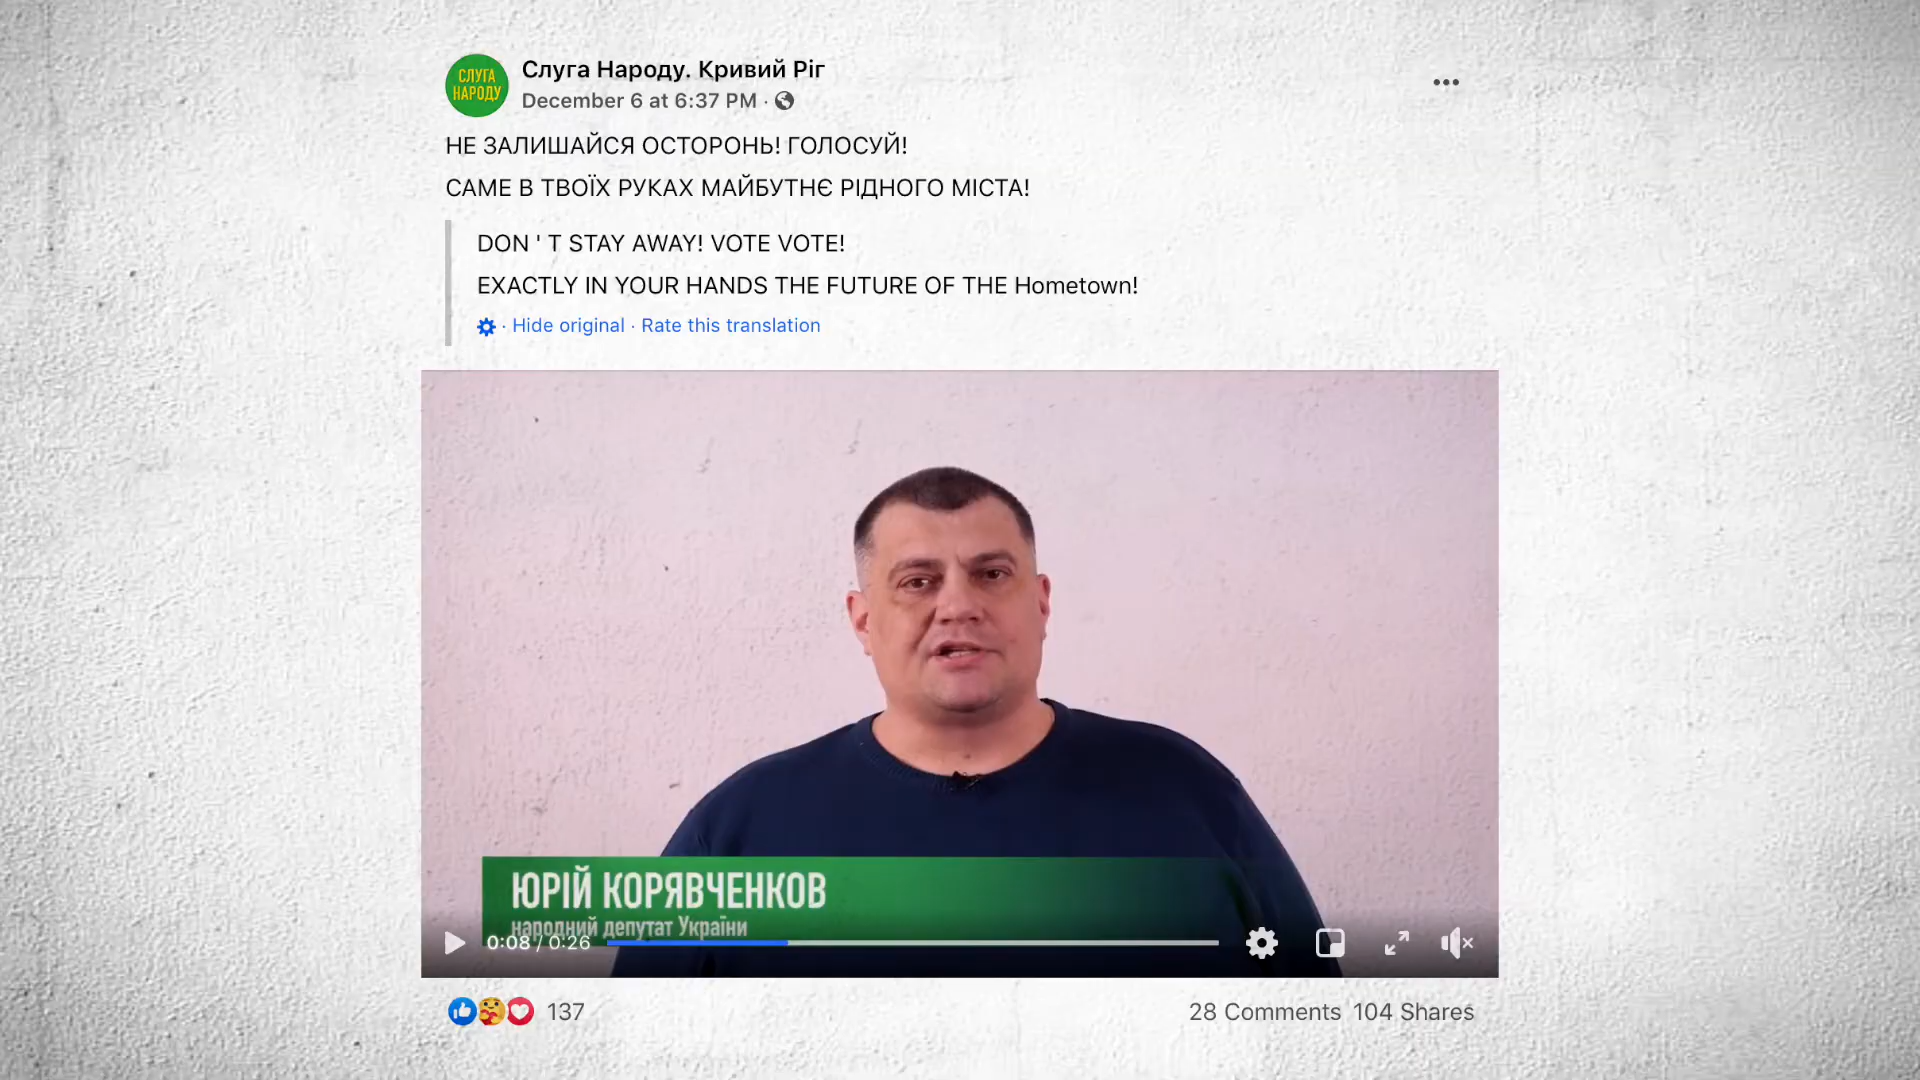 СЛУГА
НАРОДУ
Слуга Народу. Кривий Ріг
December 6 at 6:37 PM ·
НЕ ЗАЛИШАЙСЯ ОСТОРОНЬ! ГОЛОСУЙ!
САМЕ В ТВОЇХ РУКАХ МАЙБУТНЄ РІДНОГО МІСТА!
DON ' T STAY AWAY! VOTE VOTE!
EXACTLY IN YOUR HANDS THE FUTURE OF THE Hometown!
· Hide original · Rate this translation
ЮРІЙ КОРЯВЧЕНКОВ
народний депутат України
0:08 / 0:26
137
28 Comments 104 Shares